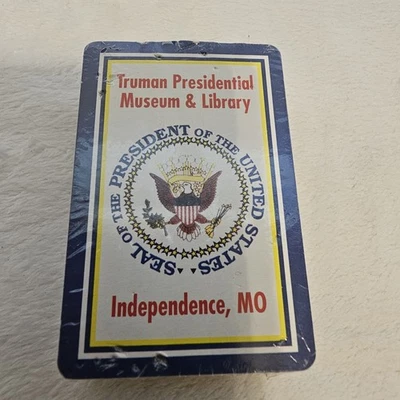 Truman Presidential
Museum & Library
SEAL OF THE PRESIDENT OF THE UNITED STATES
Independence, MO